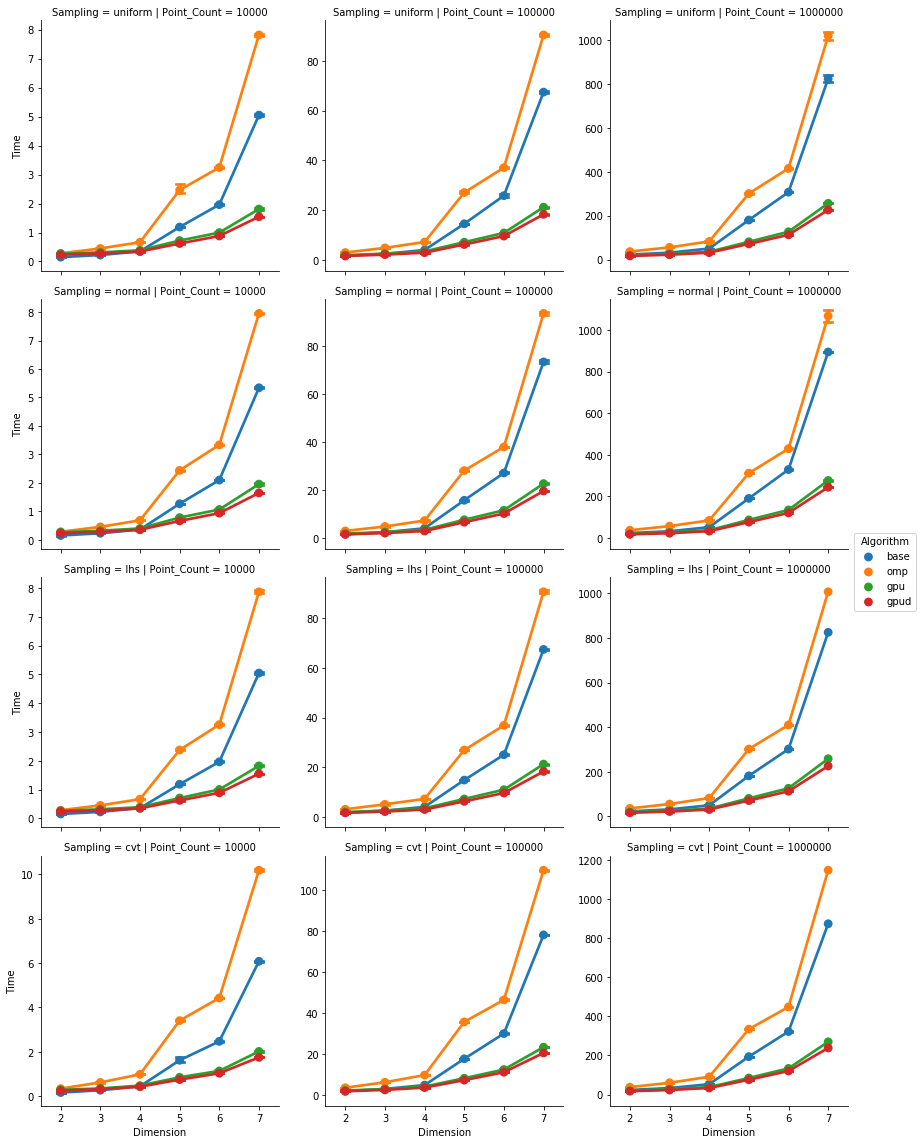 Sampling = uniform | Point_Count = 10000
Sampling = uniform | Point_Count = 100000
Sampling = uniform | Point_Count = 1000000
8
7
6
5
4
3
2
1
0
Time
80
60
40
20
0
1000
800
600
400
200
0
Sampling = normal | Point_Count = 10000
Sampling = normal | Point_Count = 100000
Sampling = normal | Point_Count = 1000000
8
7
6
5
4
3
2
1
0
Time
80
60
40
20
0
1000
800
600
400
200
0
Algorithm
base
omp
gpu
gpud
Sampling = lhs | Point_Count = 10000
Sampling = lhs | Point_Count = 100000
Sampling = lhs | Point_Count = 1000000
8
7
6
5
4
3
2
1
0
Time
80
60
40
20
0
1000
800
600
400
200
0
Sampling = cvt | Point_Count = 10000
Sampling = cvt | Point_Count = 100000
Sampling = cvt | Point_Count = 1000000
10
8
6
4
2
0
Time
2 3 4 5 6 7
Dimension
100
80
60
40
20
0
2 3 4 5 6 7
Dimension
1200
1000
800
600
400
200
0
2 3 4 5 6 7
Dimension